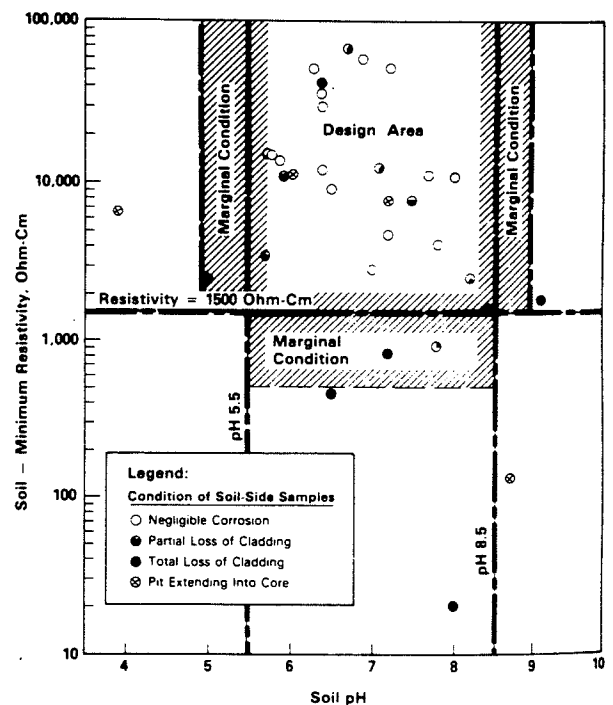 100.000
10.000
1.000
100
10
Soil – Minimum Resistivity, Ohm-Cm
Marginal Condition
Design Area
Marginal Condition
Resistivity = 1500 Ohm-Cm
Marginal
Condition
pH 5.5
pH 8.5
Legend:
Condition of Soil-Side Samples
Negligible Corrosion
Partial Loss of Cladding
Total Loss of Cladding
Pit Extending Into Core
4 5 6 7 8 9 10
Soil pH